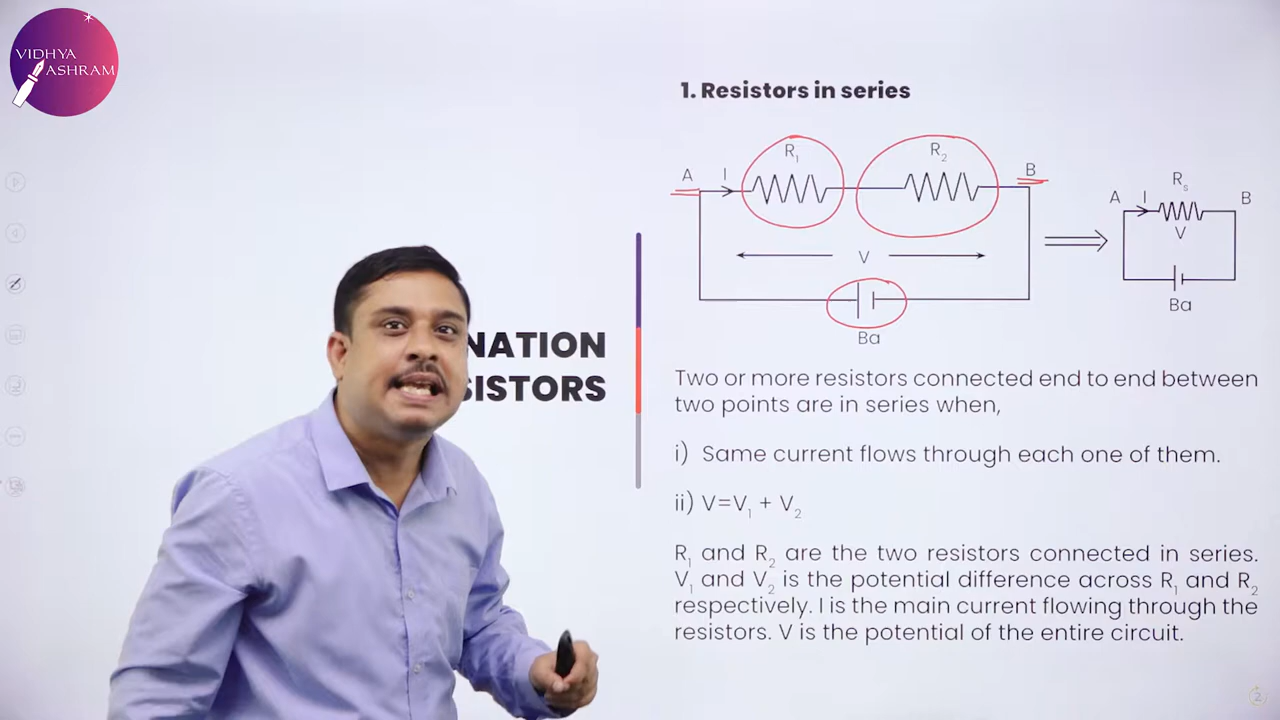 VIDHYA
ASHRAM
NATION
SISTORS
1. Resistors in series
A I R₁ R₂ B
V
Ba
A I Rₛ B
V
Ba
Two or more resistors connected end to end between
two points are in series when,
i) Same current flows through each one of them.
ii) V=V₁ + V₂
R₁ and R₂ are the two resistors connected in series.
V₁ and V₂ is the potential difference across R₁ and R₂
respectively. I is the main current flowing through the
resistors. V is the potential of the entire circuit.
2